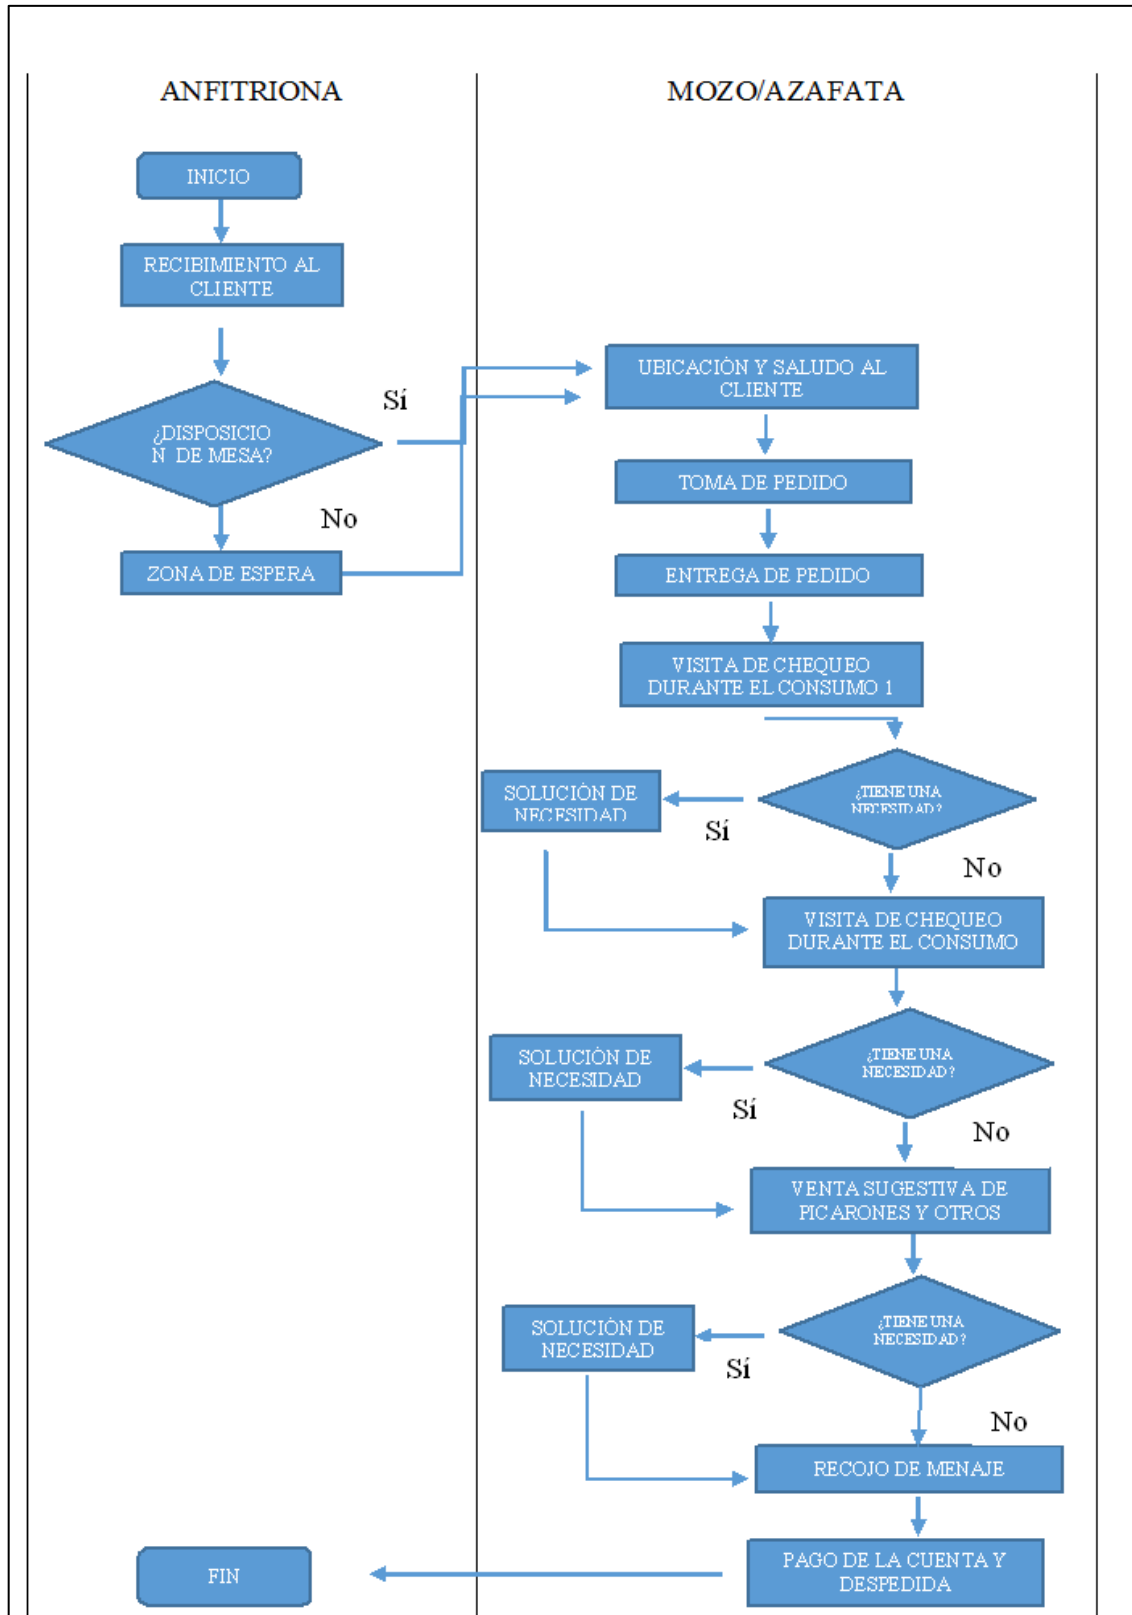 ANFITRIONA
MOZO/AZAFATA
INICIO
RECIBIMIENTO AL
CLIENTE
¿DISPOSICIO
N DE MESA?
Sí
No
ZONA DE ESPERA
UBICACIÓN Y SALUDO AL
CLIENTE
TOMA DE PEDIDO
ENTREGA DE PEDIDO
VISITA DE CHEQUEO
DURANTE EL CONSUMO 1
¿TIENE UNA
NECESIDAD?
Sí
SOLUCIÓN DE
NECESIDAD
No
VISITA DE CHEQUEO
DURANTE EL CONSUMO
¿TIENE UNA
NECESIDAD?
Sí
SOLUCIÓN DE
NECESIDAD
No
VENTA SUGESTIVA DE
PICARONES Y OTROS
¿TIENE UNA
NECESIDAD?
Sí
SOLUCIÓN DE
NECESIDAD
No
RECOJO DE MENAJE
PAGO DE LA CUENTA Y
DESPEDIDA
FIN